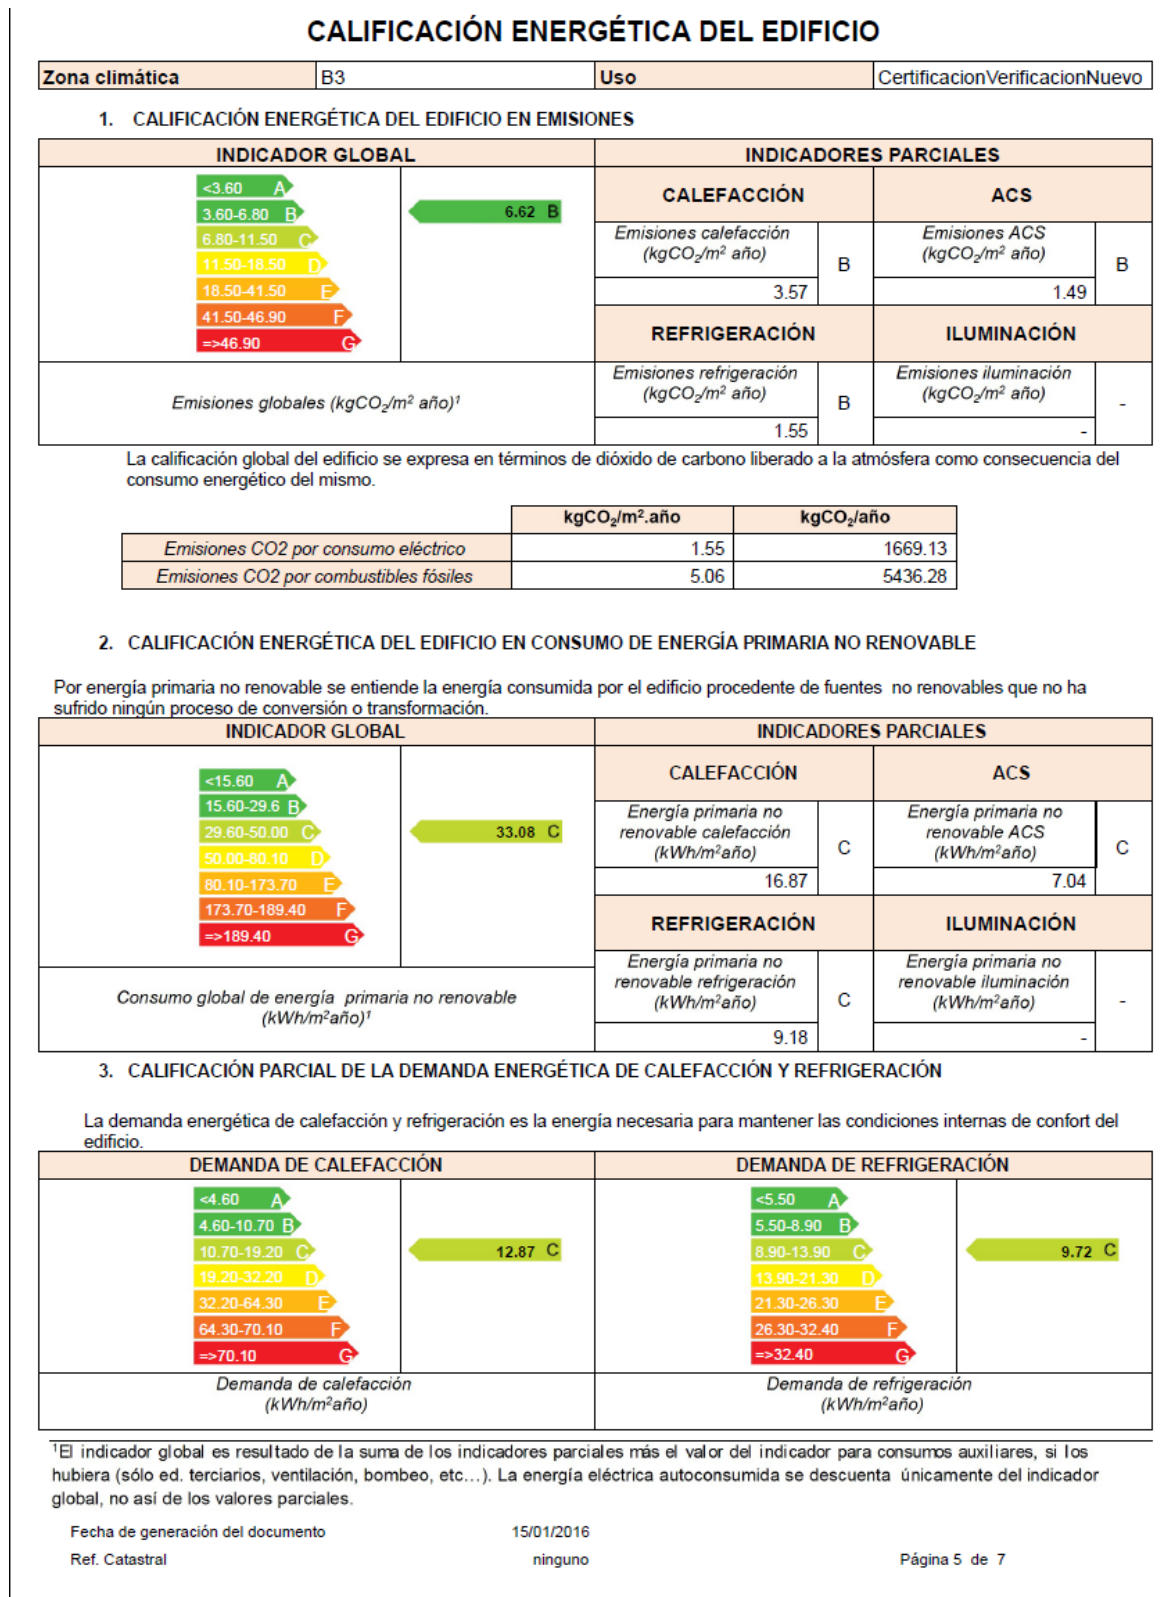 CALIFICACIÓN ENERGÉTICA DEL EDIFICIO
Zona climática B3 Uso CertificacionVerificacionNuevo
1. CALIFICACIÓN ENERGÉTICA DEL EDIFICIO EN EMISIONES
INDICADOR GLOBAL INDICADORES PARCIALES
<3.60 A
3.60-6.80 B
6.80-11.50 C
11.50-18.50 D
18.50-41.50 E
41.50-46.90 F
=>46.90 G
6.62 B
CALEFACCIÓN ACS
Emisiones calefacción
(kgCO2/m² año)
B
3.57
Emisiones ACS
(kgCO2/m² año)
B
1.49
REFRIGERACIÓN ILUMINACIÓN
Emisiones globales (kgCO2/m² año)¹
Emisiones refrigeración
(kgCO2/m² año)
B
1.55
Emisiones iluminación
(kgCO2/m² año)
-
-
La calificación global del edificio se expresa en términos de dióxido de carbono liberado a la atmósfera como consecuencia del
consumo energético del mismo.
kgCO2/m².año kgCO2/año
Emisiones CO2 por consumo eléctrico 1.55 1669.13
Emisiones CO2 por combustibles fósiles 5.06 5436.28
2. CALIFICACIÓN ENERGÉTICA DEL EDIFICIO EN CONSUMO DE ENERGÍA PRIMARIA NO RENOVABLE
Por energía primaria no renovable se entiende la energía consumida por el edificio procedente de fuentes no renovables que no ha
sufrido ningún proceso de conversión o transformación.
INDICADOR GLOBAL INDICADORES PARCIALES
<15.60 A
15.60-29.6 B
29.60-50.00 C
50.00-80.10 D
80.10-173.70 E
173.70-189.40 F
=>189.40 G
33.08 C
CALEFACCIÓN ACS
Energía primaria no
renovable calefacción
(kWh/m²año)
C
16.87
Energía primaria no
renovable ACS
(kWh/m²año)
C
7.04
REFRIGERACIÓN ILUMINACIÓN
Consumo global de energía primaria no renovable
(kWh/m²año)¹
Energía primaria no
renovable refrigeración
(kWh/m²año)
C
9.18
Energía primaria no
renovable iluminación
(kWh/m²año)
-
-
3. CALIFICACIÓN PARCIAL DE LA DEMANDA ENERGÉTICA DE CALEFACCIÓN Y REFRIGERACIÓN
La demanda energética de calefacción y refrigeración es la energía necesaria para mantener las condiciones internas de confort del
edificio.
DEMANDA DE CALEFACCIÓN DEMANDA DE REFRIGERACIÓN
<4.60 A
4.60-10.70 B
10.70-19.20 C
19.20-32.20 D
32.20-64.30 E
64.30-70.10 F
=>70.10 G
12.87 C
<5.50 A
5.50-8.90 B
8.90-13.90 C
13.90-21.30 D
21.30-26.30 E
26.30-32.40 F
=>32.40 G
9.72 C
Demanda de calefacción
(kWh/m²año)
Demanda de refrigeración
(kWh/m²año)
¹El indicador global es resultado de la suma de los indicadores parciales más el valor del indicador para consumos auxiliares, si los
hubiera (sólo ed. terciarios, ventilación, bombeo, etc…). La energía eléctrica autoconsumida se descuenta únicamente del indicador
global, no así de los valores parciales.
Fecha de generación del documento 15/01/2016
Ref. Catastral ninguno Página 5 de 7